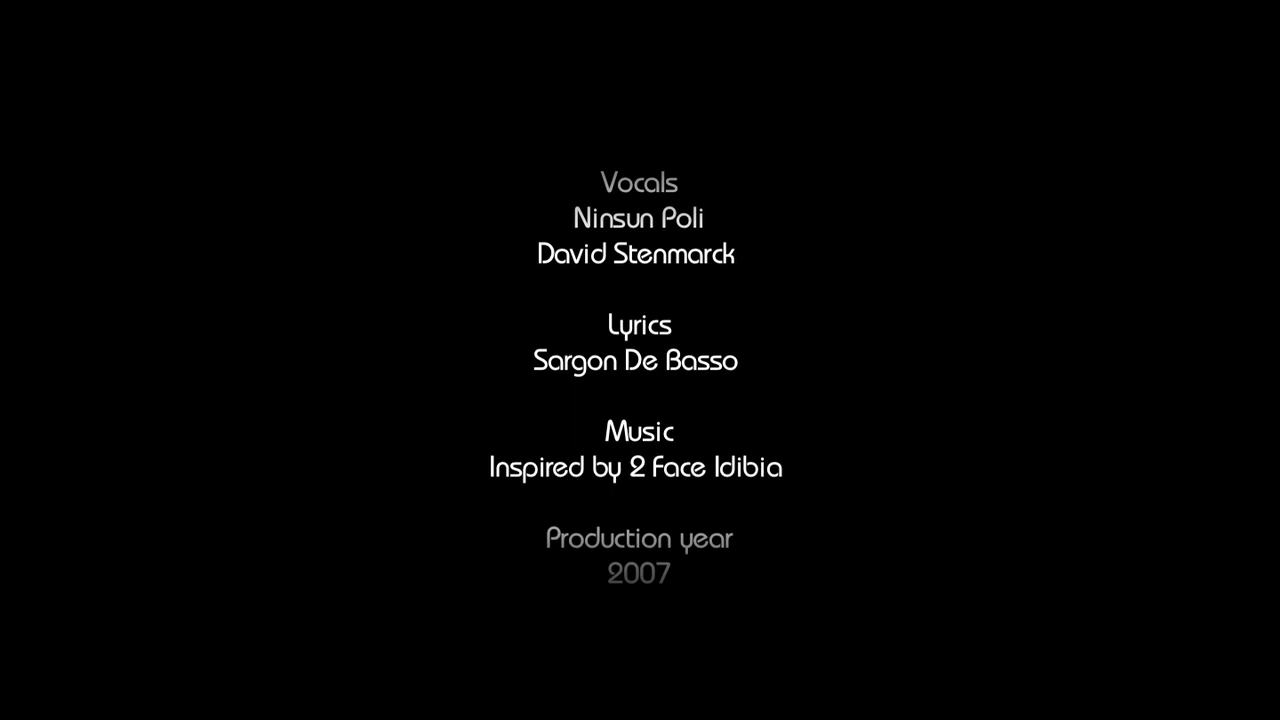 Vocals
Ninsun Poli
David Stenmarck
Lyrics
Sargon De Basso
Music
Inspired by 2 Face Idibia
Production year
2007